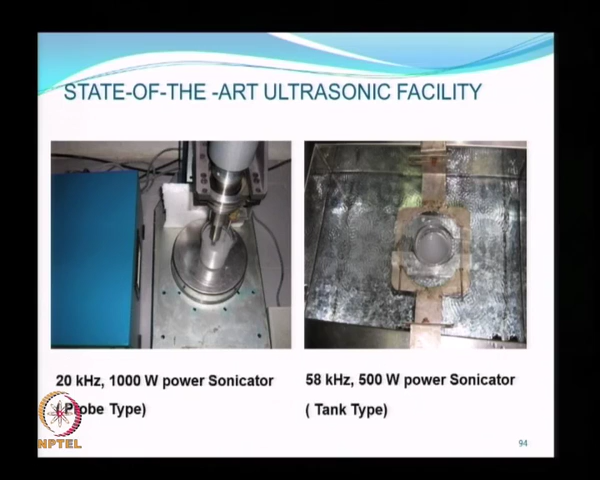 STATE-OF-THE -ART ULTRASONIC FACILITY
20 kHz, 1000 W power Sonicator
( Probe Type)
58 kHz, 500 W power Sonicator
( Tank Type)
NPTEL
94